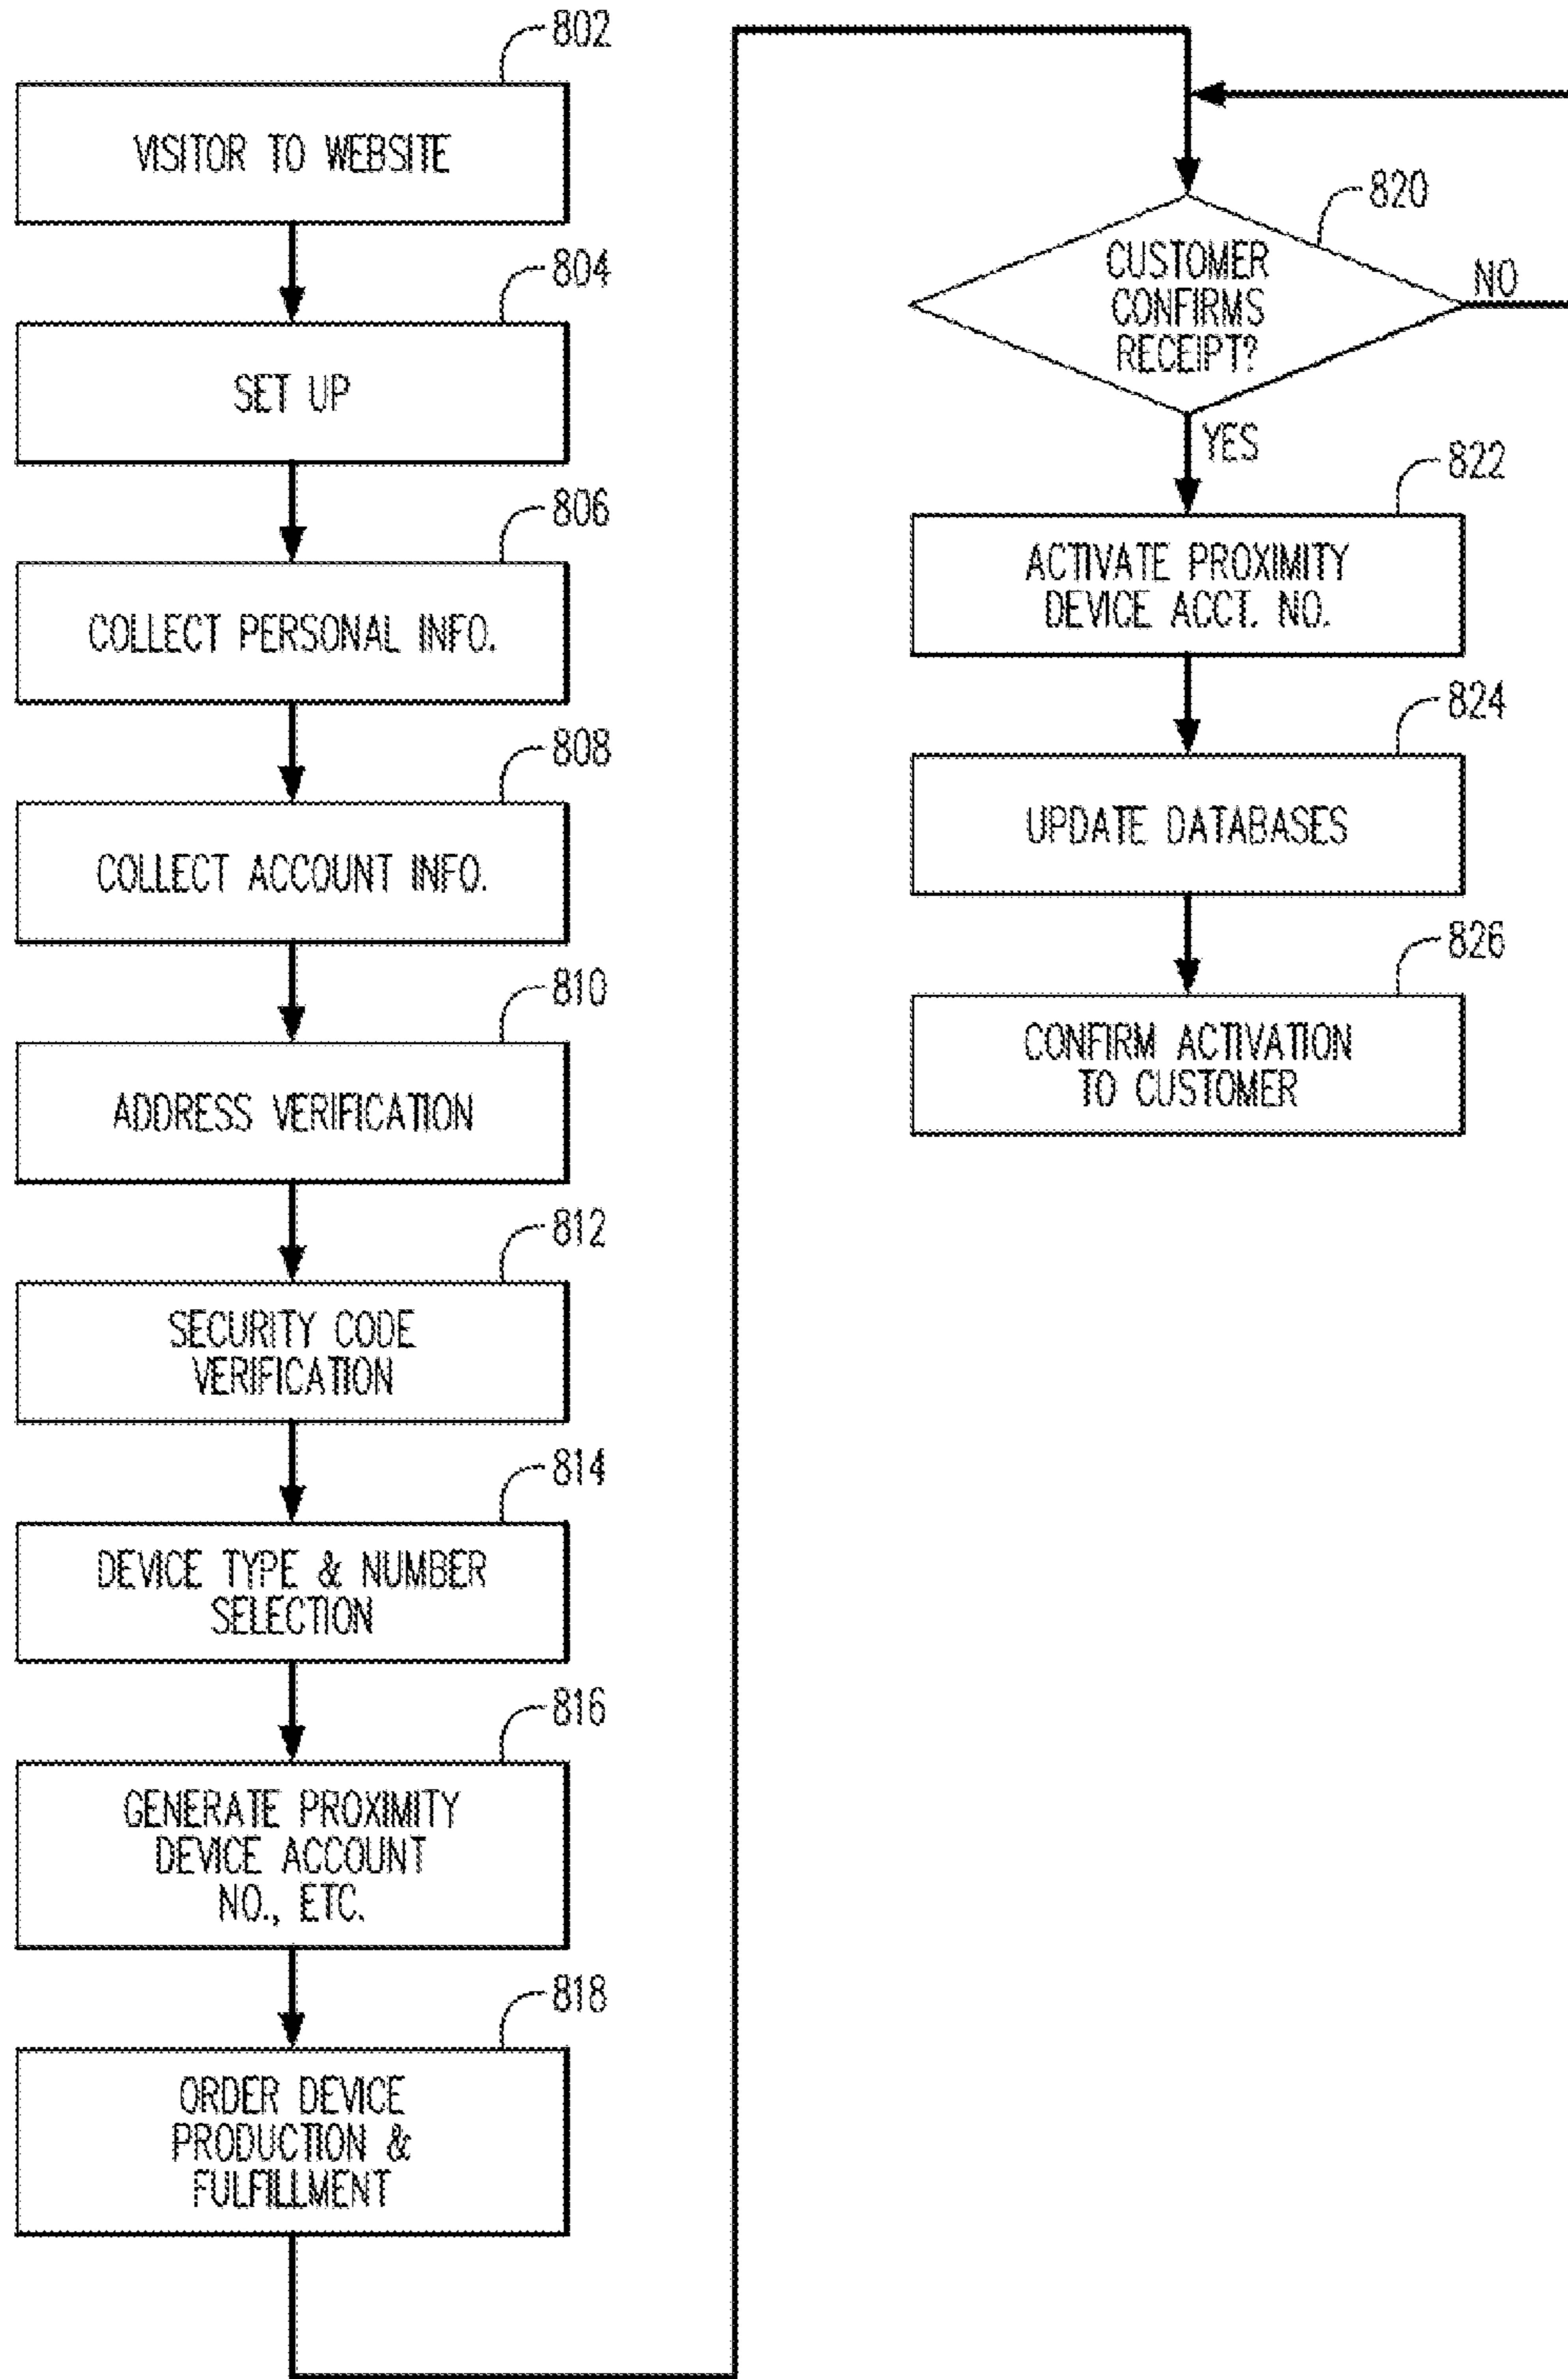 802
VISITOR TO WEBSITE
804
SET UP
806
COLLECT PERSONAL INFO.
808
COLLECT ACCOUNT INFO.
810
ADDRESS VERIFICATION
812
SECURITY CODE
VERIFICATION
814
DEVICE TYPE & NUMBER
SELECTION
816
GENERATE PROXIMITY
DEVICE ACCOUNT
NO., ETC.
818
ORDER DEVICE
PRODUCTION &
FULFILLMENT
820
CUSTOMER
CONFIRMS
RECEIPT?
NO
YES
822
ACTIVATE PROXIMITY
DEVICE ACCT. NO.
824
UPDATE DATABASES
826
CONFIRM ACTIVATION
TO CUSTOMER